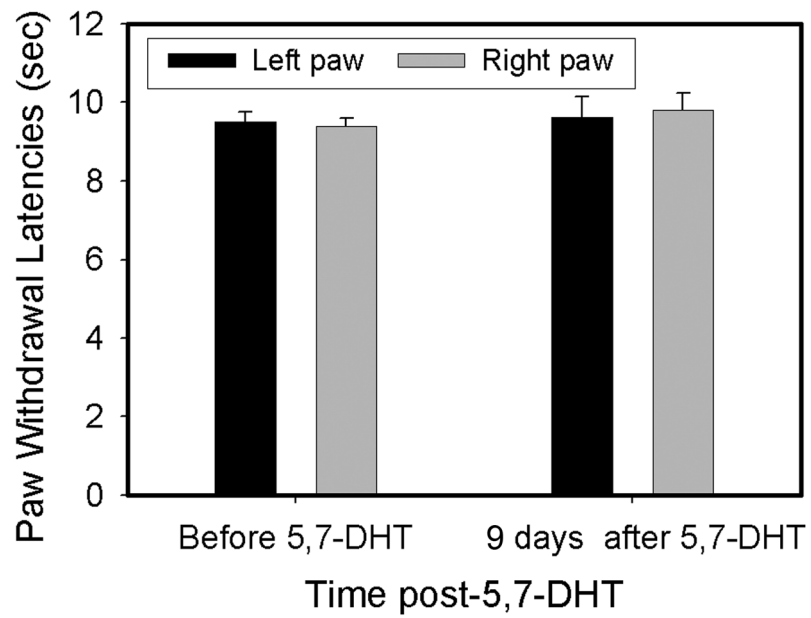 Paw Withdrawal Latencies (sec)
12
10
8
6
4
2
0
Left paw Right paw
Before 5,7-DHT 9 days after 5,7-DHT
Time post-5,7-DHT